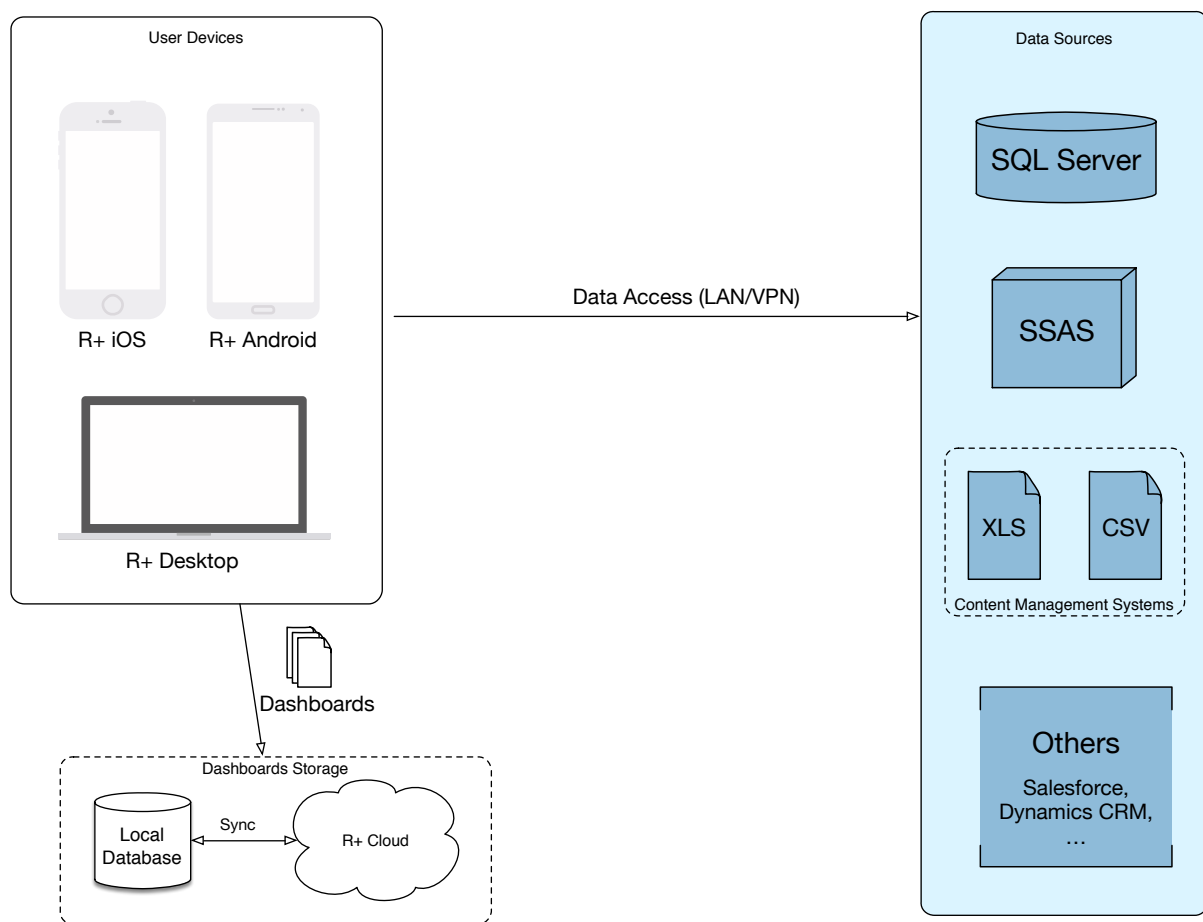 User Devices
R+ iOS
R+ Android
R+ Desktop
Dashboards
Dashboards Storage
Local
Database
Sync
R+ Cloud
Data Access (LAN/VPN)
Data Sources
SQL Server
SSAS
XLS
CSV
Content Management Systems
Others
Salesforce,
Dynamics CRM,
...